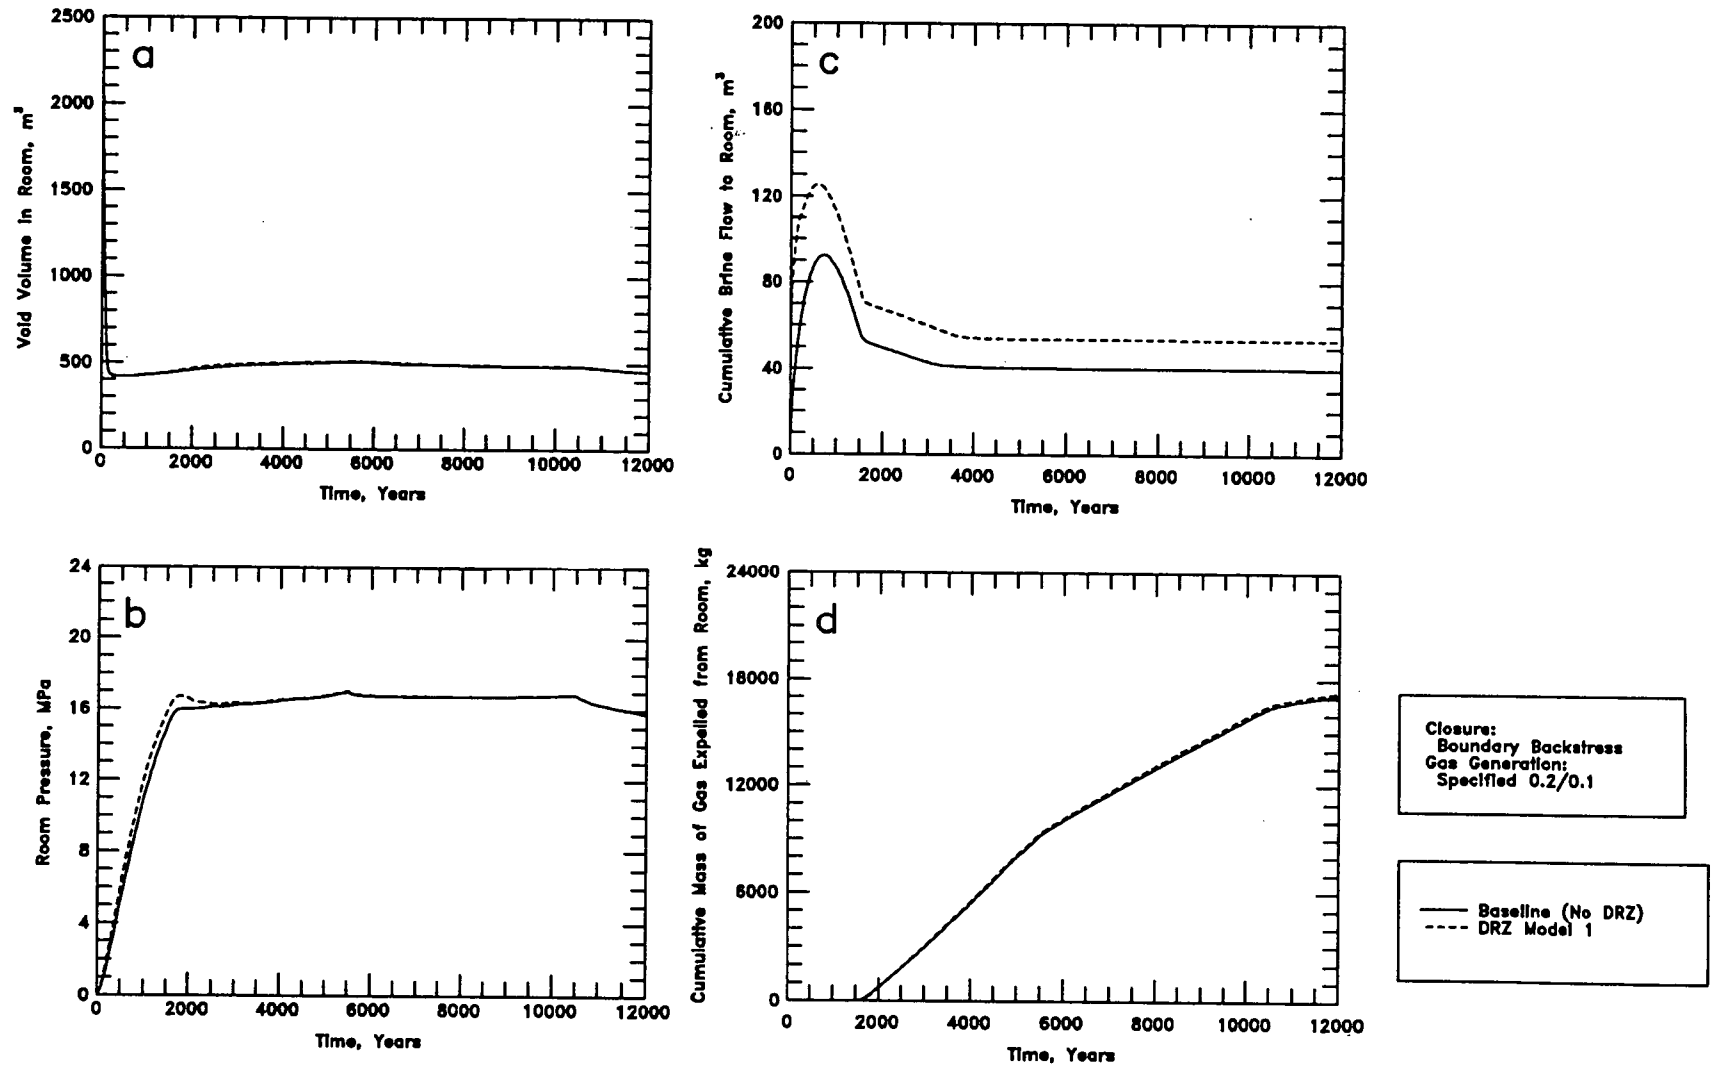 a
Void Volume in Room, m³
2500
2000
1500
1000
500
0
0 2000 4000 6000 8000 10000 12000
Time, Years
c
Cumulative Brine Flow to Room, m³
200
160
120
80
40
0
0 2000 4000 6000 8000 10000 12000
Time, Years
b
Room Pressure, MPa
24
20
16
12
8
4
0
0 2000 4000 6000 8000 10000 12000
Time, Years
d
Cumulative Mass of Gas Expelled from Room, kg
24000
18000
12000
6000
0
0 2000 4000 6000 8000 10000 12000
Time, Years
Closure:
Boundary Backstress
Gas Generation:
Specified 0.2/0.1
Baseline (No DRZ)
DRZ Model 1